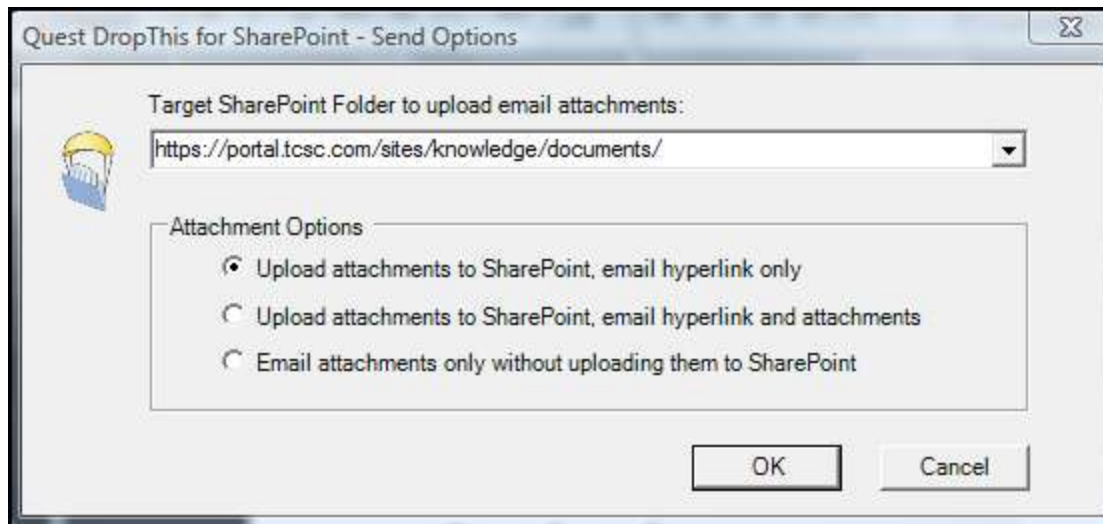 Quest DropThis for SharePoint - Send Options
Target SharePoint Folder to upload email attachments:
https://portal.tcsc.com/sites/knowledge/documents/
Attachment Options
Upload attachments to SharePoint, email hyperlink only
Upload attachments to SharePoint, email hyperlink and attachments
Email attachments only without uploading them to SharePoint
OK Cancel